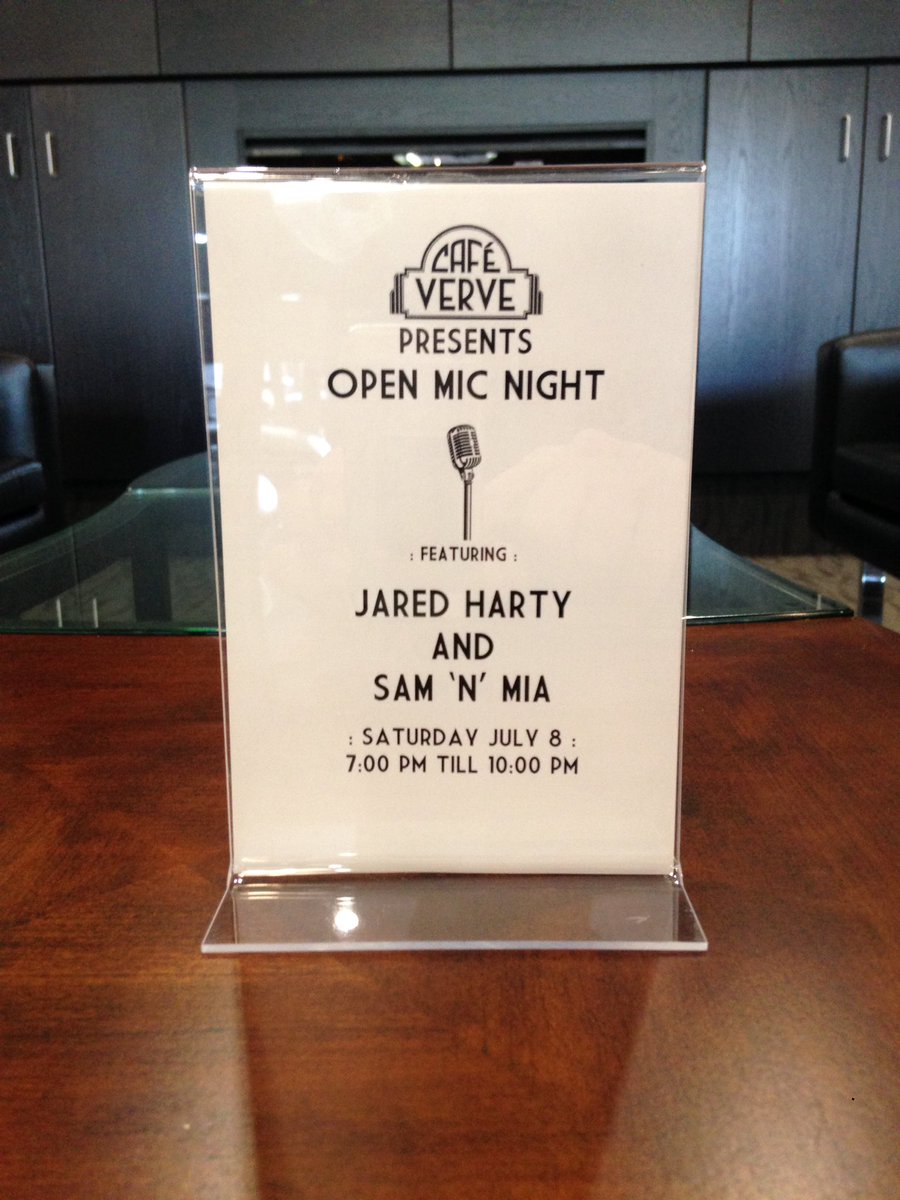 CAFÉ
VERVE
PRESENTS
OPEN MIC NIGHT
: FEATURING :
JARED HARTY
AND
SAM 'N' MIA
: SATURDAY JULY 8 :
7:00 PM TILL 10:00 PM